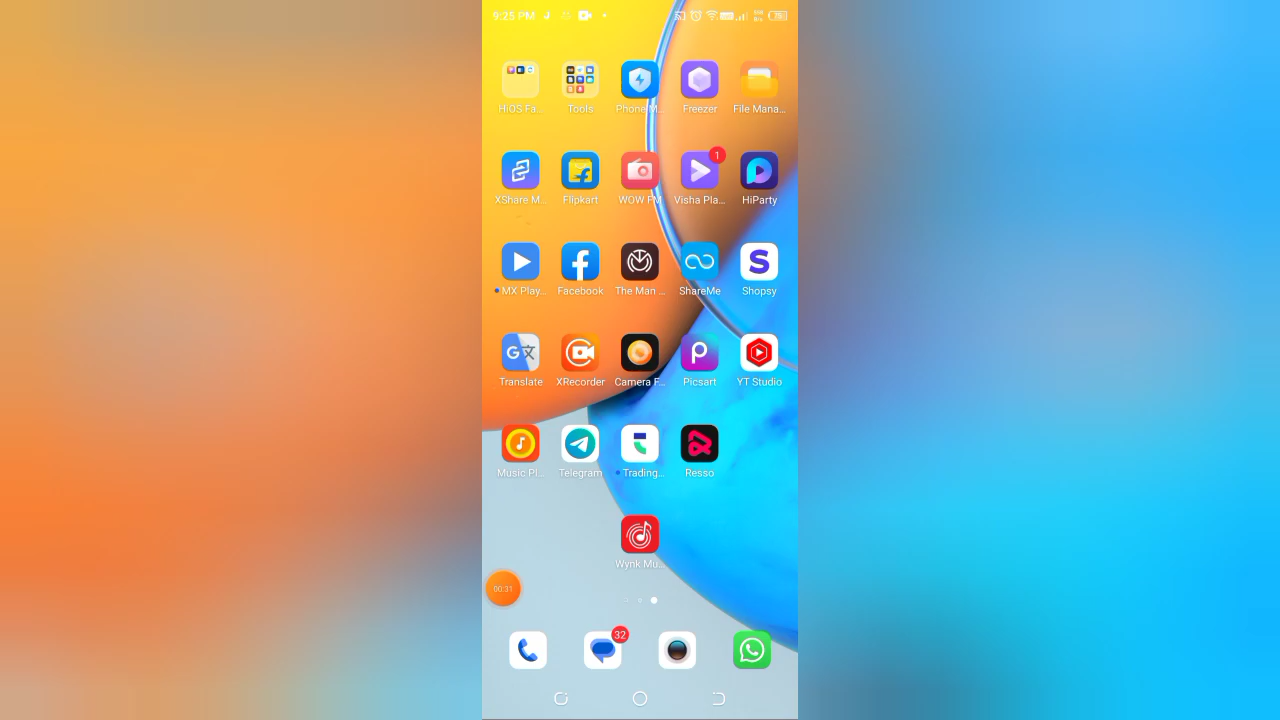 9:25 PM
HiOS Fa...
Tools
Phone M...
Freezer
File Mana...
XShare M...
Flipkart
WOW FM
Visha Pla...
1
HiParty
MX Play...
Facebook
The Man ...
ShareMe
Shopsy
Translate
XRecorder
Camera F...
Picsart
YT Studio
Music Pl...
Telegram
Trading...
Resso
Wynk Mu...
00:31
32